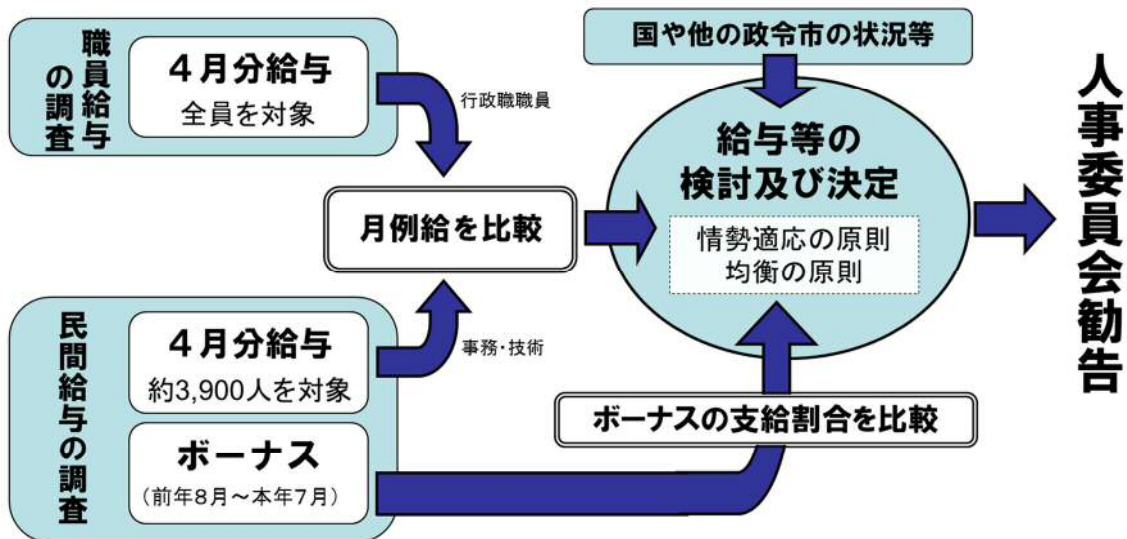 職員給与の調査
4月分給与
全員を対象
行政職職員
国や他の政令市の状況等
給与等の
検討及び決定
情勢適応の原則
均衡の原則
月例給を比較
民間給与の調査
4月分給与
約3,900人を対象
事務・技術
ボーナス
(前年8月~本年7月)
ボーナスの支給割合を比較
人事委員会勧告